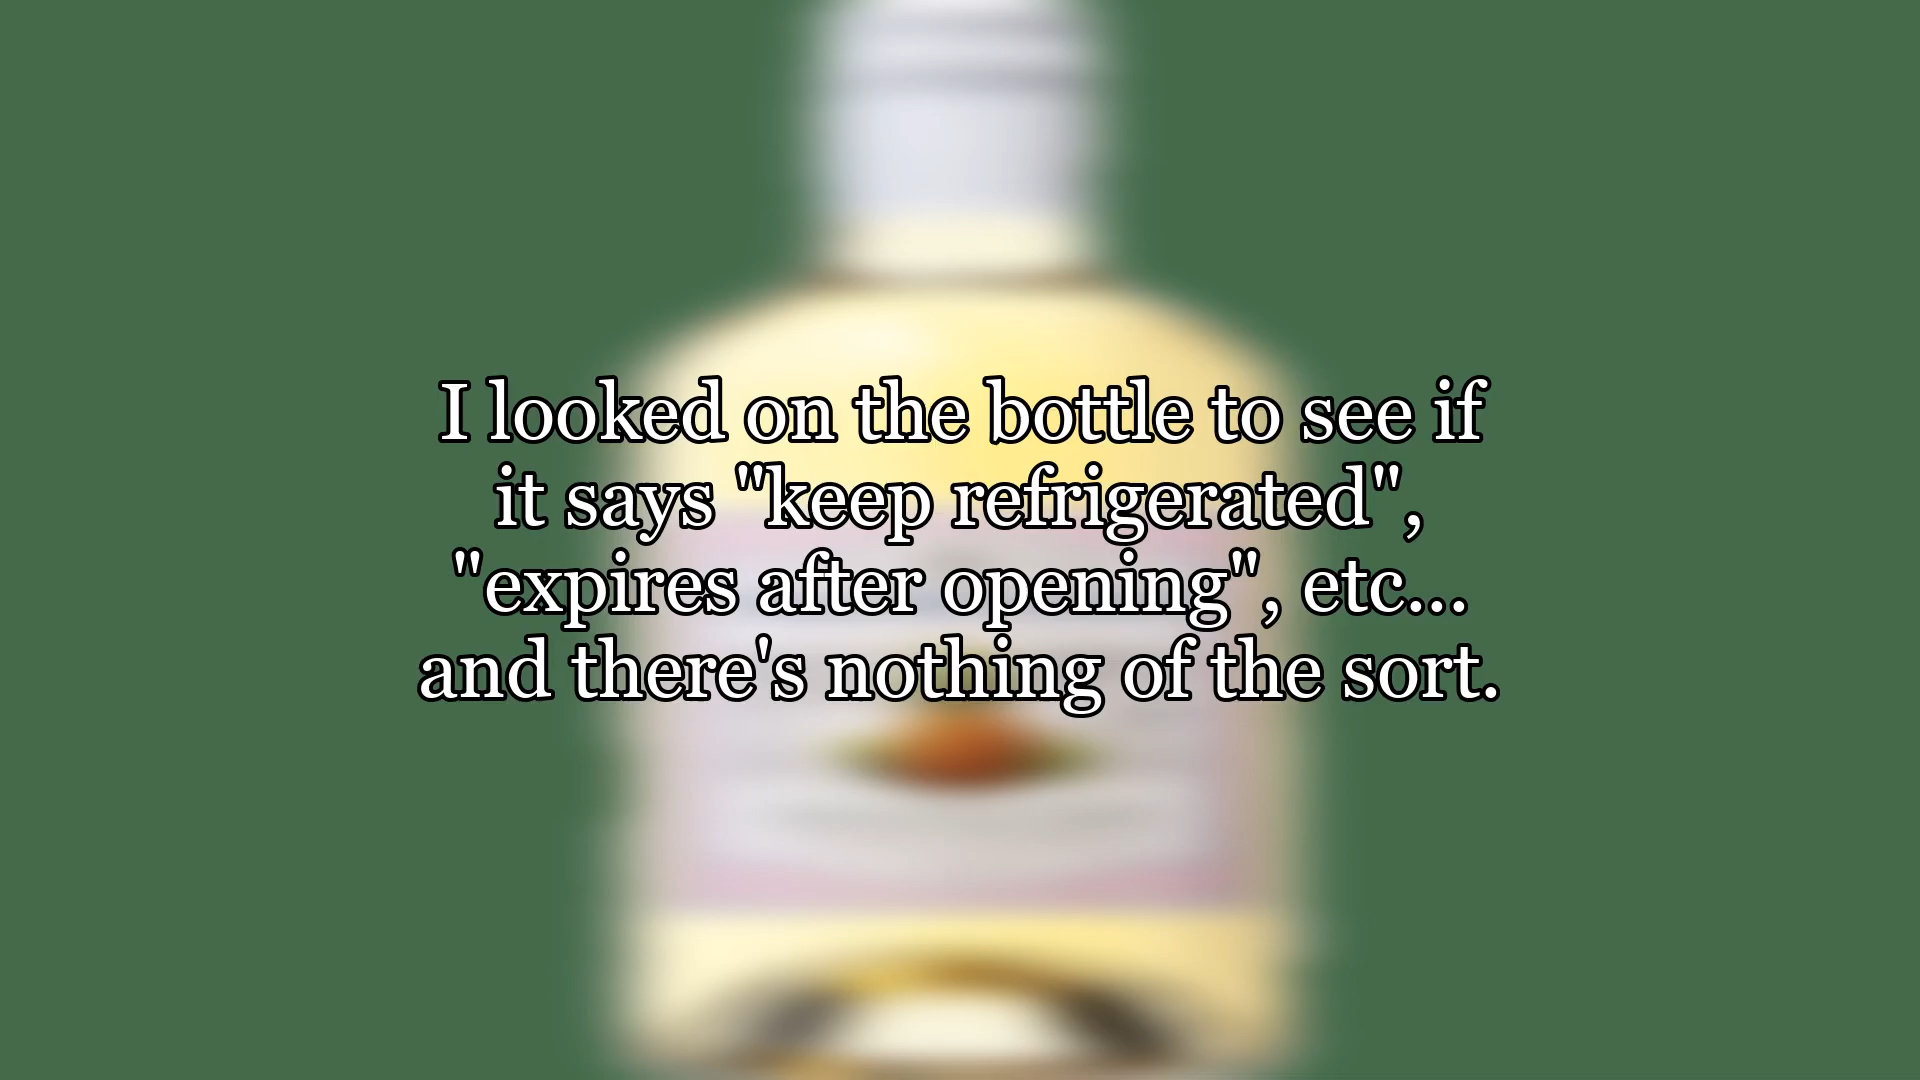 I looked on the bottle to see if
it says "keep refrigerated",
"expires after opening", etc...
and there's nothing of the sort.